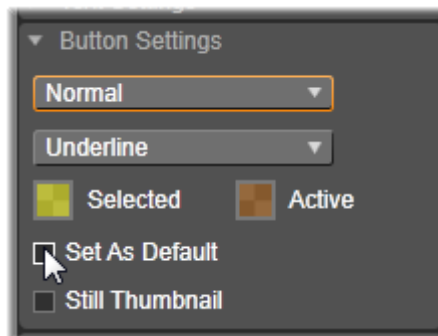 Button Settings
Normal
Underline
Selected Active
Set As Default
Still Thumbnail